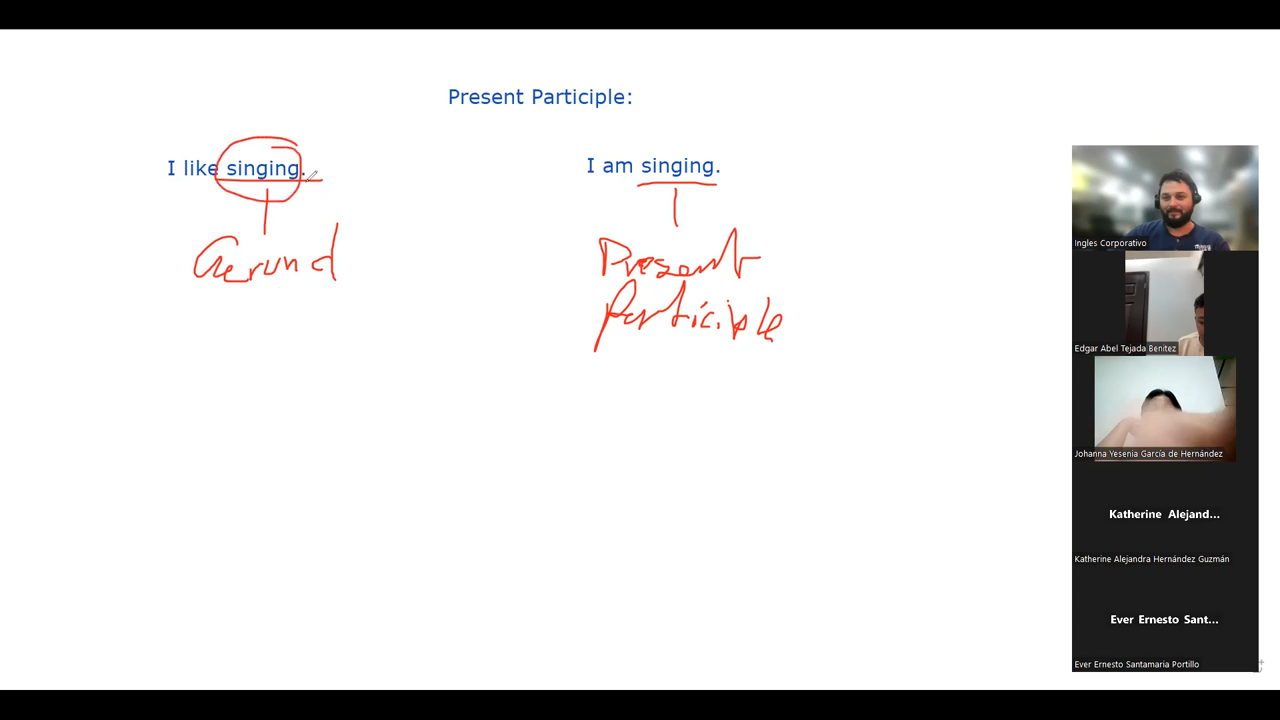 Present Participle:
I like singing.
I am singing.
Gerund
Present
Participle
Ingles Corporativo
Edgar Abel Tejada Benitez
Johanna Yesenia García de Hernández
Katherine Alejand...
Katherine Alejandra Hernández Guzmán
Ever Ernesto Sant...
Ever Ernesto Santamaria Portillo